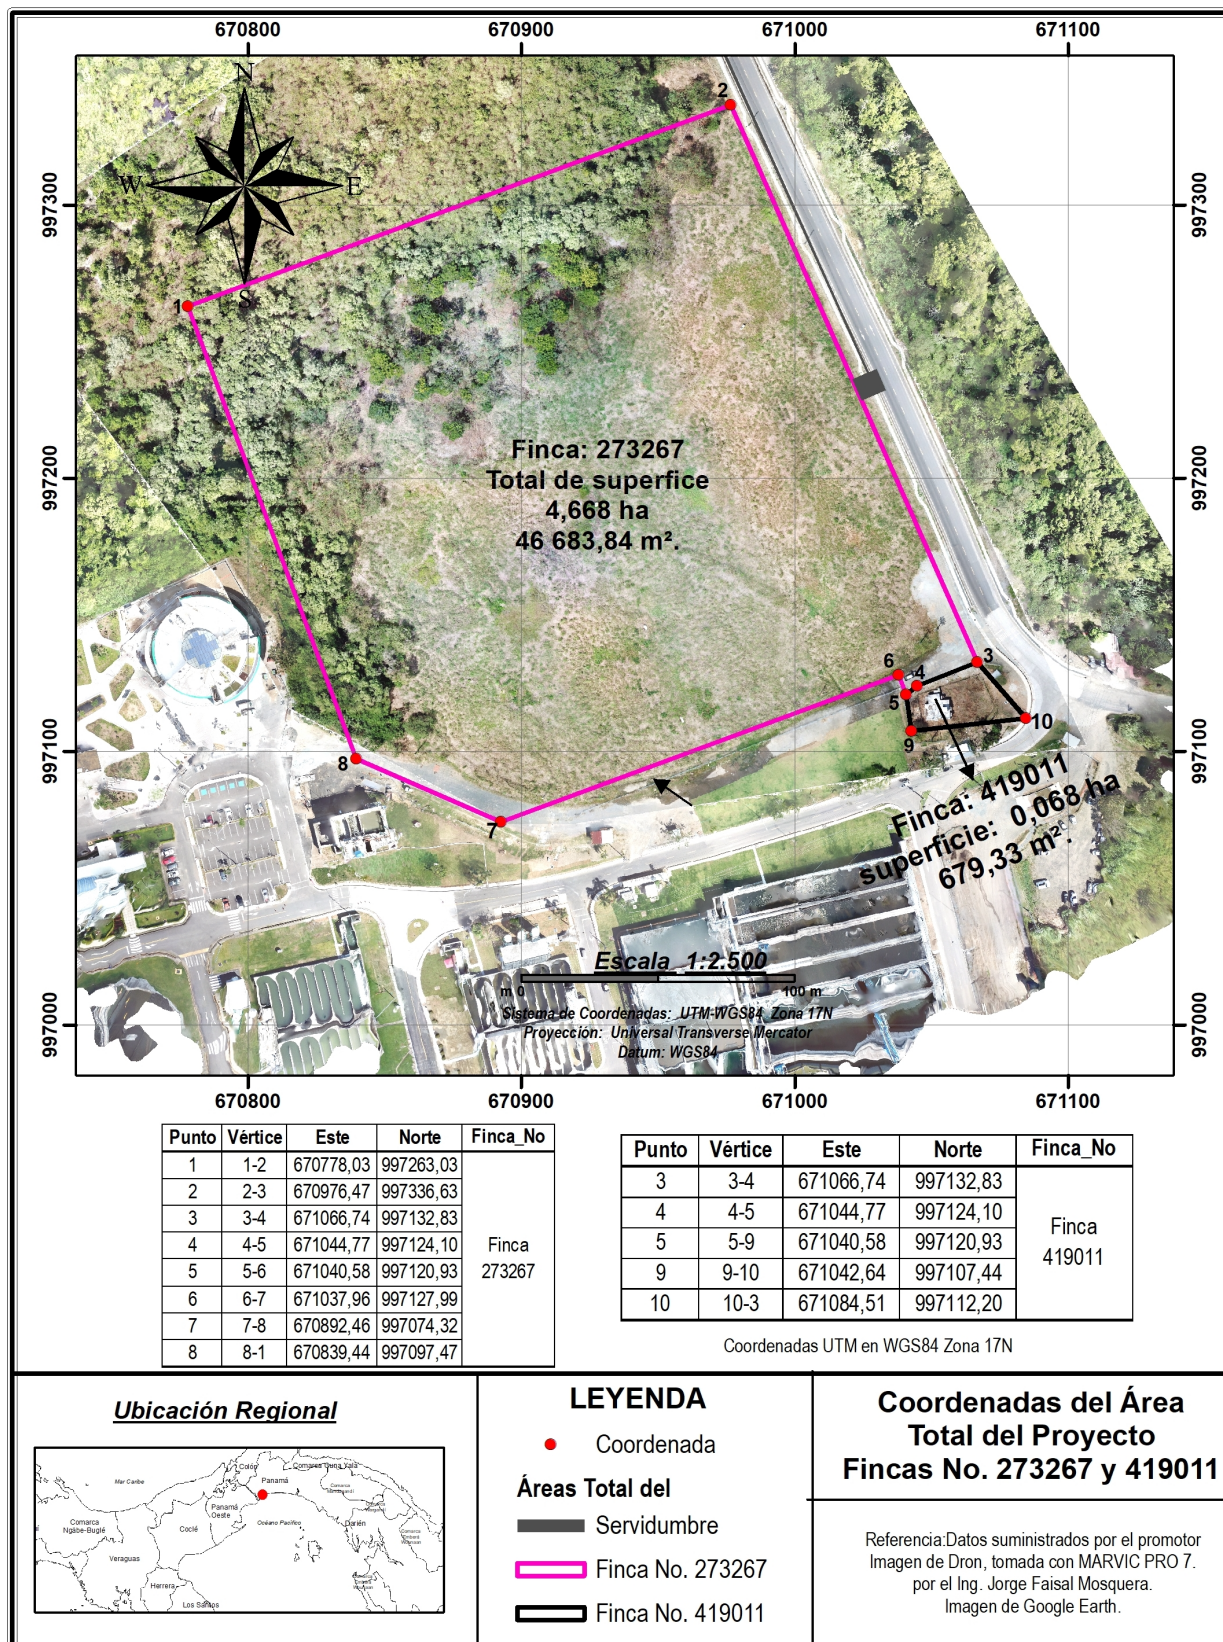 670800 670900 671000 671100
997300 997300
997200 997200
997100 997100
997000 997000
N
W E
S
1
2
3
4
5
6
7
8
9
10
Finca: 273267
Total de superfice
4,668 ha
46 683,84 m².
Finca: 419011
superficie: 0,068 ha
679,33 m².
Escala 1:2.500
m 0 100 m
Sistema de Coordenadas: UTM-WGS84 Zona 17N
Proyección: Universal Transverse Mercator
Datum: WGS84
670800 670900 671000 671100
Punto Vértice Este Norte Finca_No
1 1-2 670778,03 997263,03
2 2-3 670976,47 997336,63
3 3-4 671066,74 997132,83
4 4-5 671044,77 997124,10
5 5-6 671040,58 997120,93
6 6-7 671037,96 997127,99
7 7-8 670892,46 997074,32
8 8-1 670839,44 997097,47
Finca
273267
Punto Vértice Este Norte Finca_No
3 3-4 671066,74 997132,83
4 4-5 671044,77 997124,10
5 5-9 671040,58 997120,93
9 9-10 671042,64 997107,44
10 10-3 671084,51 997112,20
Finca
419011
Coordenadas UTM en WGS84 Zona 17N
Ubicación Regional
Mar Caribe
Colón
Comarca Guna Yala
Panamá
Panamá
Oeste
Comarca
Ngäbe-Buglé
Coclé
Océano Pacífico
Darién
Veraguas
Herrera
Los Santos
LEYENDA
Coordenada
Áreas Total del
Servidumbre
Finca No. 273267
Finca No. 419011
Coordenadas del Área
Total del Proyecto
Fincas No. 273267 y 419011
Referencia:Datos suministrados por el promotor
Imagen de Dron, tomada con MARVIC PRO 7.
por el Ing. Jorge Faisal Mosquera.
Imagen de Google Earth.